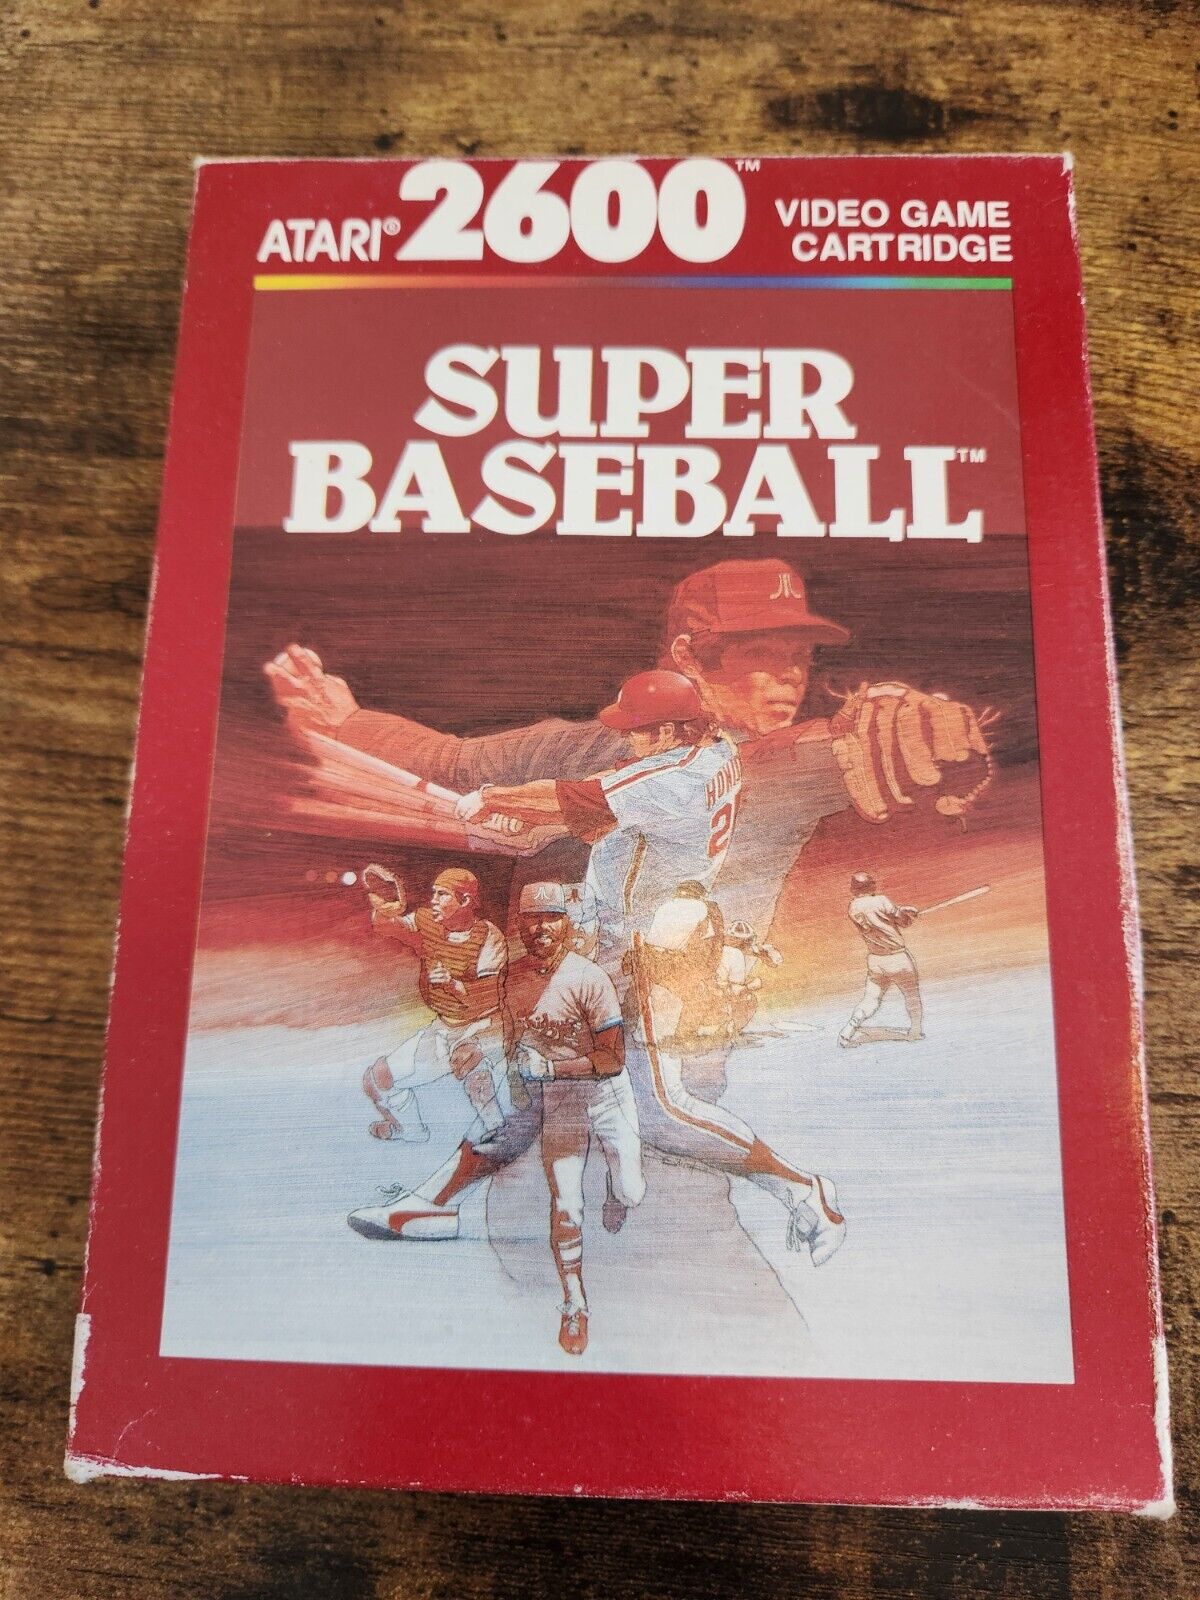 ATARI® 2600™ VIDEO GAME
CARTRIDGE
SUPER
BASEBALL™